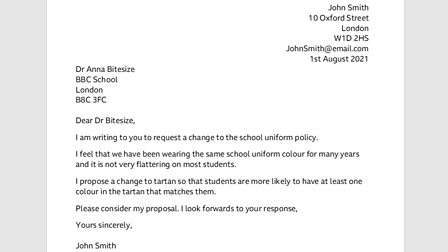 John Smith
10 Oxford Street
London
W1D 2HS
JohnSmith@email.com
1st August 2021
Dr Anna Bitesize
BBC School
London
B8C 3FC
Dear Dr Bitesize,
I am writing to you to request a change to the school uniform policy.
I feel that we have been wearing the same school uniform colour for many years
and it is not very flattering on most students.
I propose a change to tartan so that students are more likely to have at least one
colour in the tartan that matches them.
Please consider my proposal. I look forwards to your response,
Yours sincerely,
John Smith